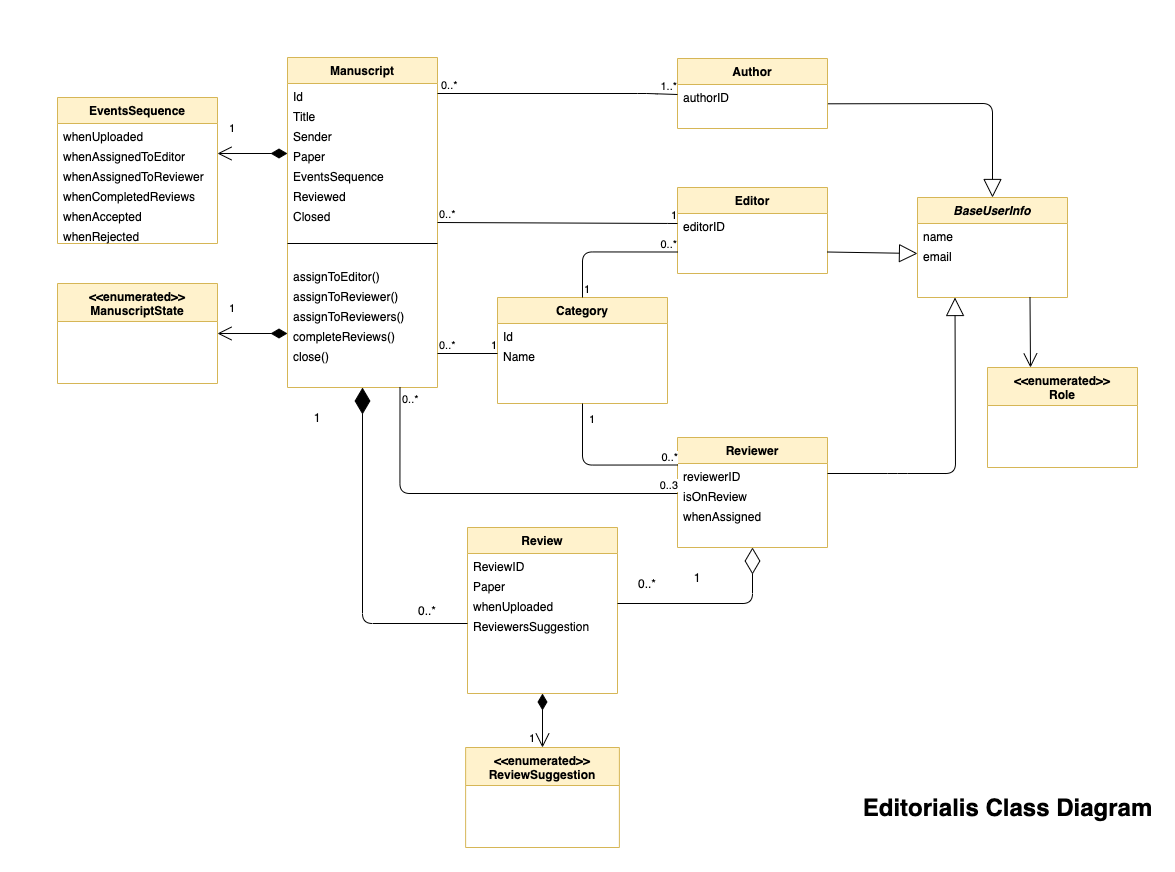 Manuscript
Id
Title
Sender
Paper
EventsSequence
Reviewed
Closed
assignToEditor()
assignToReviewer()
assignToReviewers()
completeReviews()
close()
EventsSequence
whenUploaded
whenAssignedToEditor
whenAssignedToReviewer
whenCompletedReviews
whenAccepted
whenRejected
1
<<enumerated>>
ManuscriptState
1
0..*
1..*
Author
authorID
0..*
1
Editor
editorID
0..*
1
BaseUserInfo
name
email
Category
Id
Name
0..*
1
<<enumerated>>
Role
1
0..*
0..*
0..3
Reviewer
reviewerID
isOnReview
whenAssigned
1
0..*
Review
ReviewID
Paper
whenUploaded
ReviewersSuggestion
0..*
1
1
<<enumerated>>
ReviewSuggestion
Editorialis Class Diagram